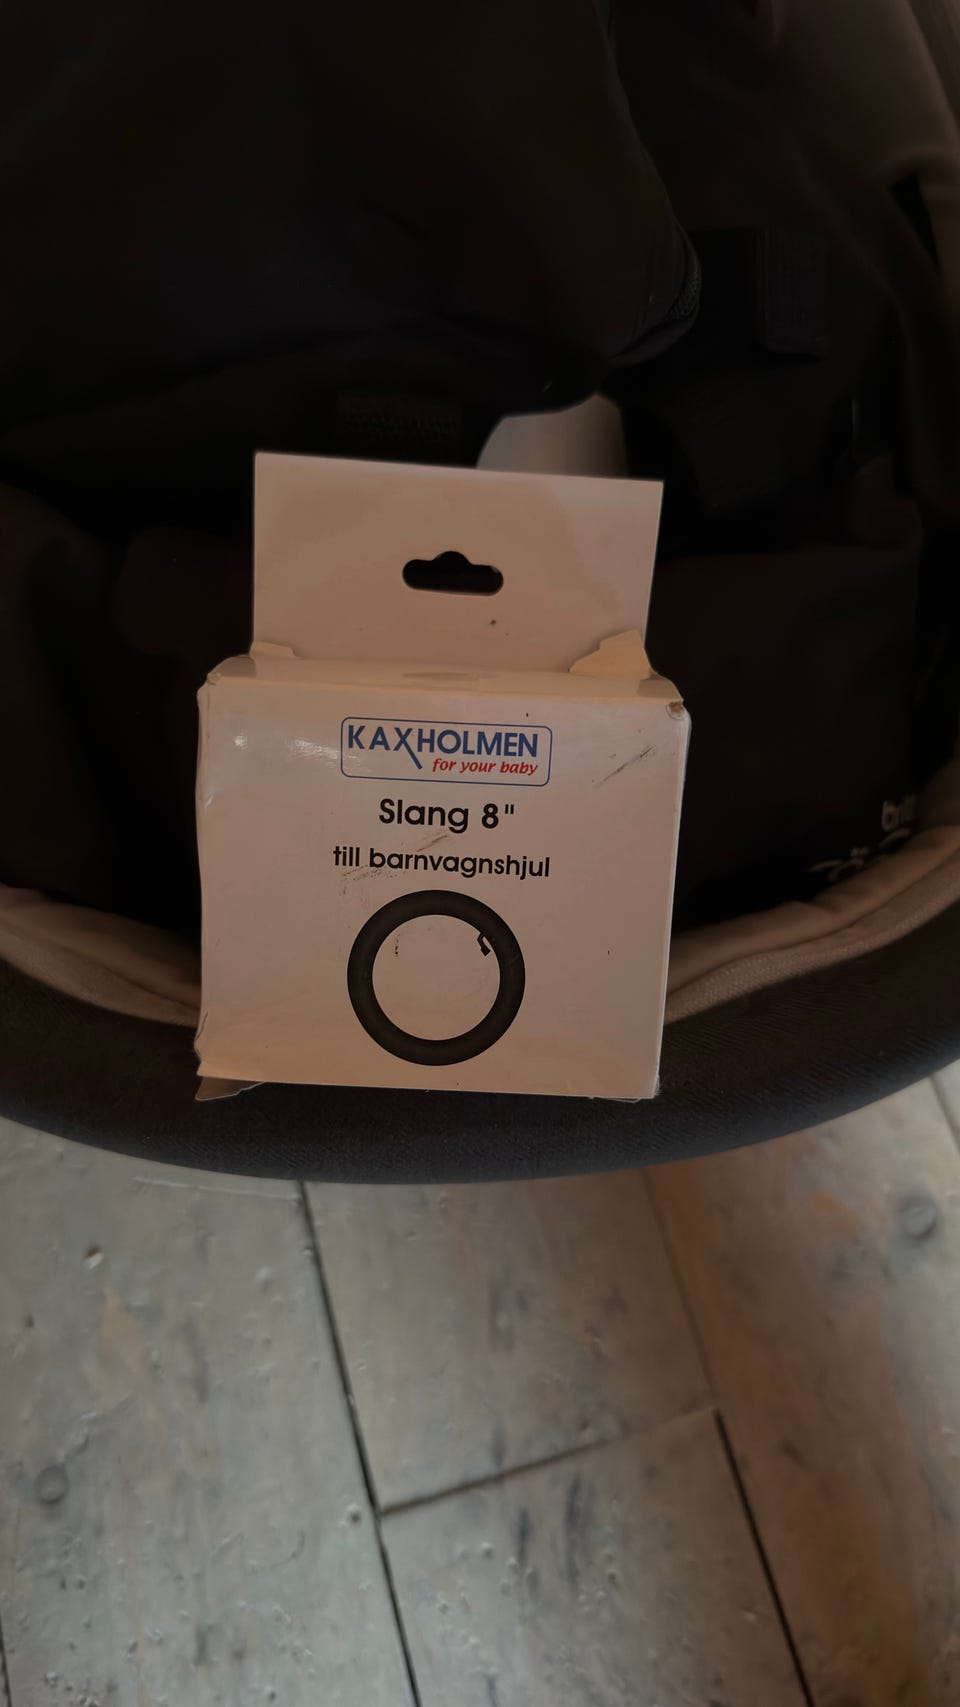 KAXHOLMEN
for your baby
Slang 8"
till barnvagnshjul